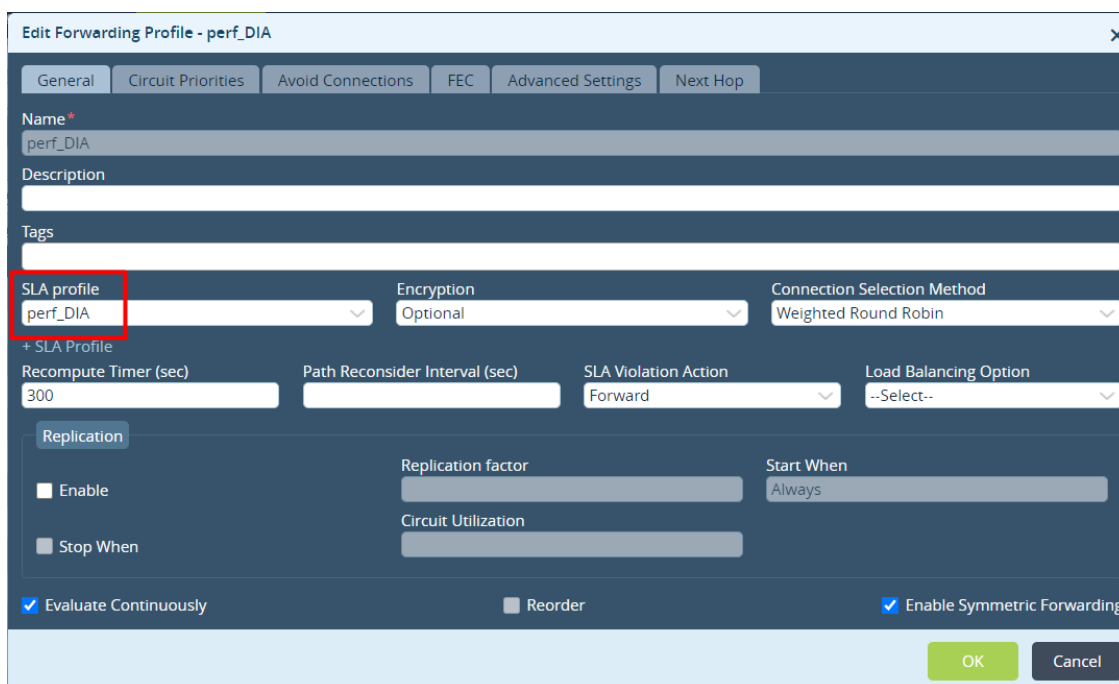 Edit Forwarding Profile - perf_DIA
General Circuit Priorities Avoid Connections FEC Advanced Settings Next Hop
Name*
perf_DIA
Description
Tags
SLA profile Encryption Connection Selection Method
perf_DIA Optional Weighted Round Robin
+ SLA Profile
Recompute Timer (sec) Path Reconsider Interval (sec) SLA Violation Action Load Balancing Option
300 Forward --Select--
Replication
Replication factor Start When
Enable Always
Circuit Utilization
Stop When
Evaluate Continuously Reorder Enable Symmetric Forwarding
OK Cancel